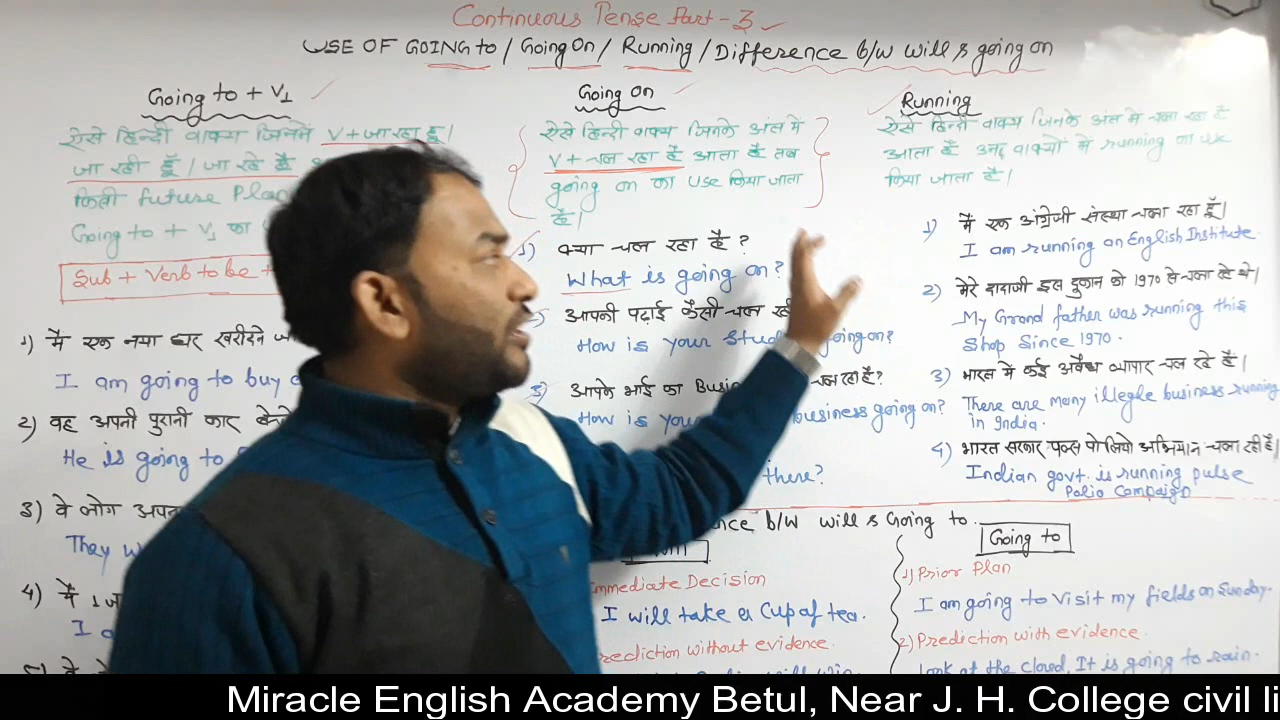 Continuous Tense Part - 3
USE OF GOING to / Going On / Running / Difference b/w will & going on
Going to + V1
ऐसे हिन्दी वाक्य जिनमें V + जा रहा हूँ।
जा रही हूँ / जा रहे है
किसी future Plan
Going to + V1 का
Sub + Verb to be +
1) मैं एक नया घर खरीदने
I am going to buy
2) वह अपनी पुरानी कार बेचने
He is going to
3) वे लोग
They
4) मैं
I
Going on
ऐसे हिन्दी वाक्य जिनके अंत में
V + चल रहा है आता है तब
going on का use किया जाता
है।
1) क्या चल रहा है ?
What is going on ?
2) आपकी पढ़ाई कैसी चल रही
How is your Stud going on ?
3) आपके भाई का Busi चल रहा है ?
How is you business going on ?
there ?
Running
ऐसे हिन्दी वाक्य जिनके अंत में चला रहा है
आता है उन वाक्यों में running का use
किया जाता है।
1) मैं एक अंग्रेजी संस्था चला रहा हूँ।
I am running an English Institute.
2) मेरे दादाजी इस दुकान को 1970 से चला रहे थे।
My Grand father was running this
Shop Since 1970.
3) भारत में कई अवैध व्यापार चल रहे है।
There are many illegle business running
in India.
4) भारत सरकार पल्स पोलियो अभियान चला रही है।
Indian govt. is running pulse
Polio Campaign
nce b/w will & Going to.
Immediate Decision
I will take a Cup of tea.
Prediction without evidence.
will win
Going to
1) Prior Plan
I am going to visit my fields on Sunday.
2) Prediction with evidence.
Look at the cloud, It is going to rain.
Miracle English Academy Betul, Near J. H. College civil li